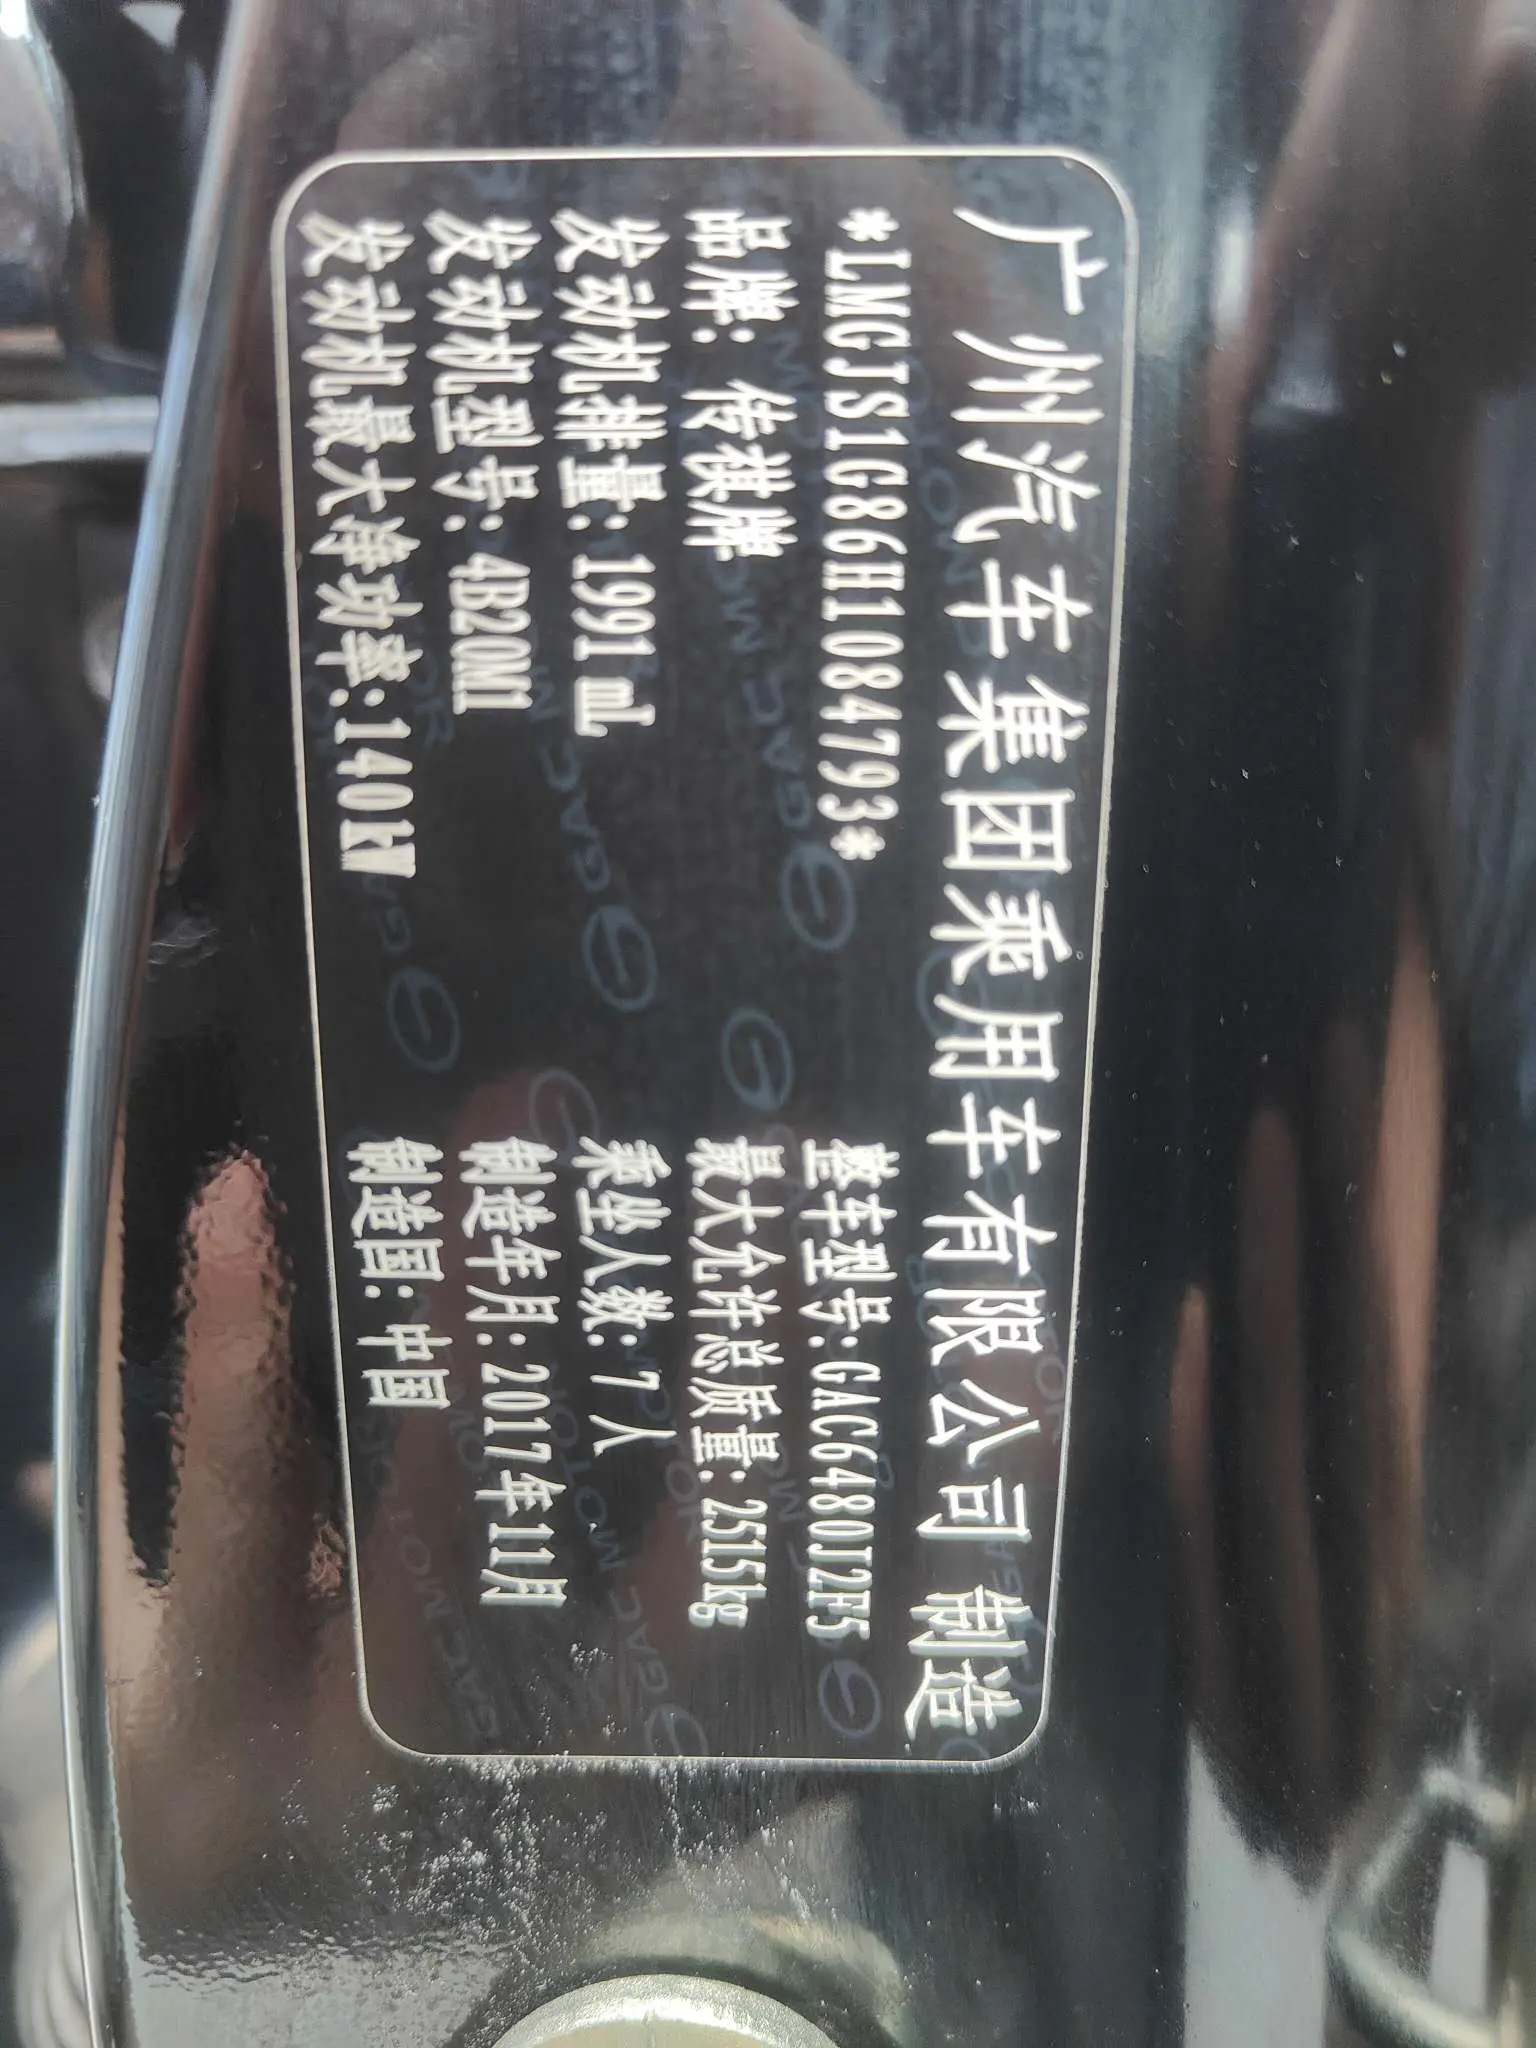 广州汽车集团乘用车有限公司 制造
*LMGJS1G86H1084793*
整车型号:GAC6480J2F5
品牌: 传祺牌
最大允许总质量: 2515kg
发动机排量: 1991 mL
乘坐人数: 7 人
发动机型号: 4B20M1
制造年月: 2017年11月
发动机最大净功率:140kW
制造国: 中国
GAC MOTOR